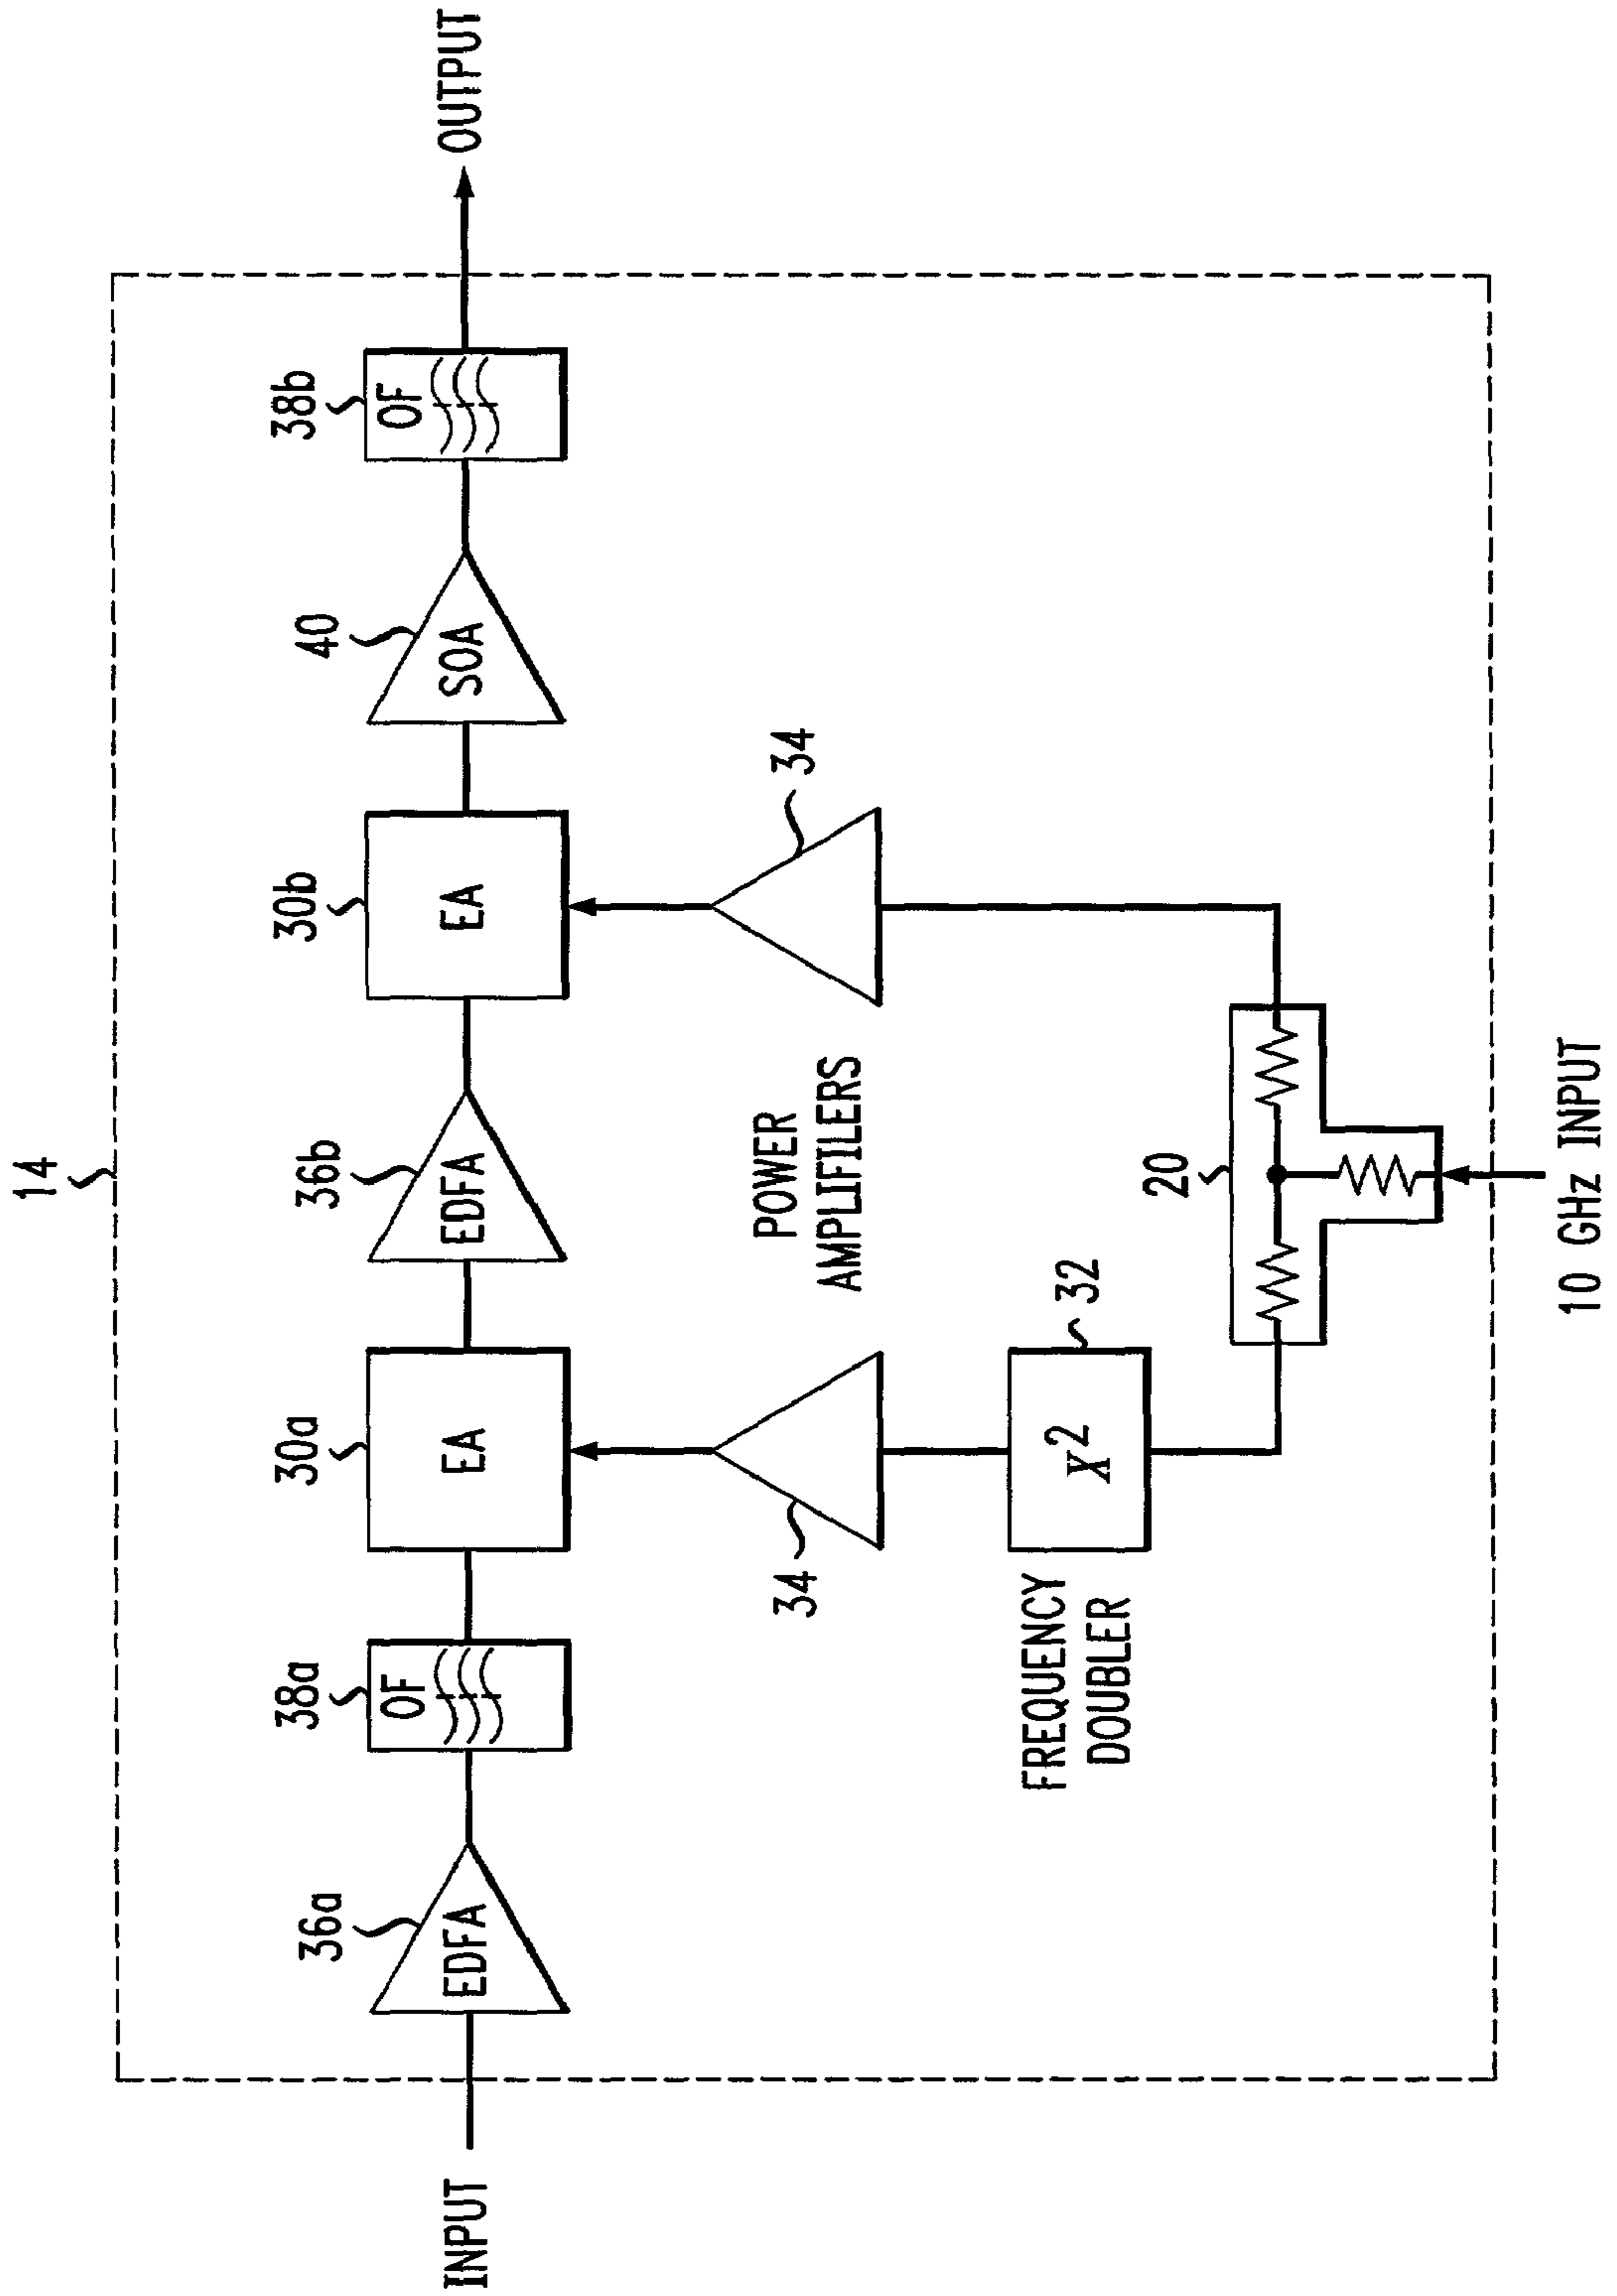 14
36a
38a
30a
36b
30b
40
38b
INPUT
EDFA
OF
EA
EDFA
EA
SOA
OF
OUTPUT
34
POWER
AMPLIFILERS
34
FREQUENCY
DOUBLER
X²
32
20
10 GHz INPUT